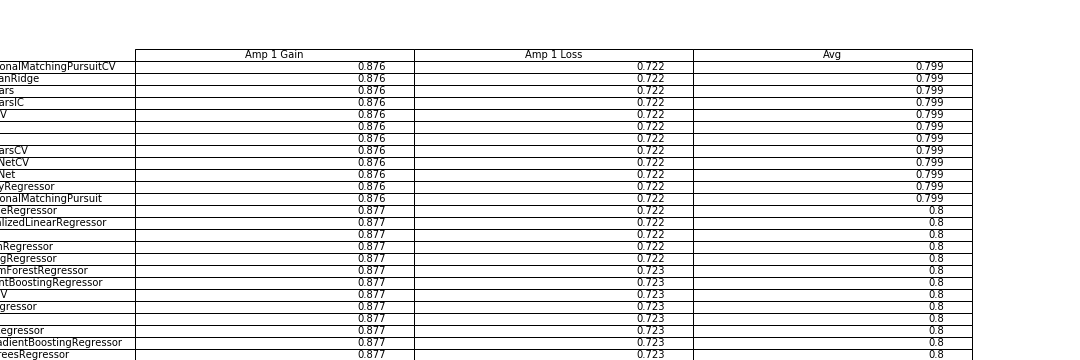 Amp 1 Gain Amp 1 Loss Avg
onalMatchingPursuitCV 0.876 0.722 0.799
anRidge 0.876 0.722 0.799
ars 0.876 0.722 0.799
arsIC 0.876 0.722 0.799
V 0.876 0.722 0.799
0.876 0.722 0.799
0.876 0.722 0.799
arsCV 0.876 0.722 0.799
NetCV 0.876 0.722 0.799
Net 0.876 0.722 0.799
yRegressor 0.876 0.722 0.799
onalMatchingPursuit 0.876 0.722 0.799
eRegressor 0.877 0.722 0.8
alizedLinearRegressor 0.877 0.722 0.8
0.877 0.722 0.8
nRegressor 0.877 0.722 0.8
gRegressor 0.877 0.722 0.8
mForestRegressor 0.877 0.723 0.8
ntBoostingRegressor 0.877 0.723 0.8
V 0.877 0.723 0.8
gressor 0.877 0.723 0.8
0.877 0.723 0.8
egressor 0.877 0.723 0.8
adientBoostingRegressor 0.877 0.723 0.8
reesRegressor 0.877 0.723 0.8